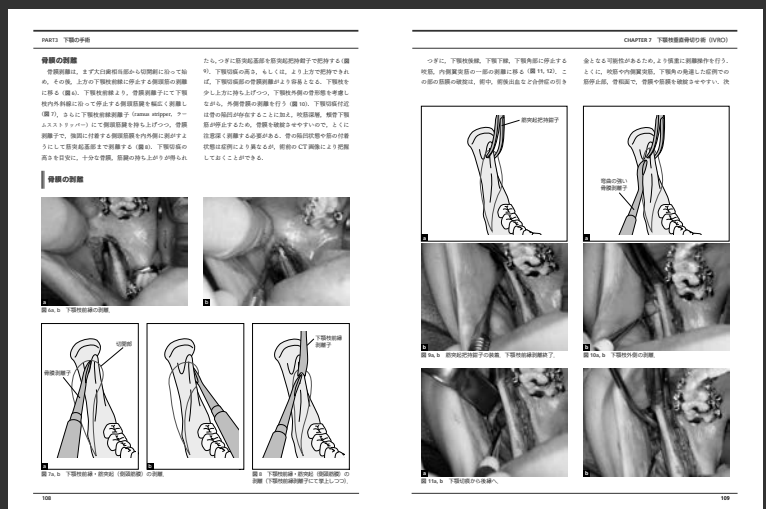 PART3　下顎の手術
骨膜の剥離
　骨膜剥離は，まず大臼歯相当部から切開創に沿って始
め，その後，上方の下顎枝前縁に停止する側頭筋の剥離
に移る（図6）．下顎枝前縁より，骨膜剥離子にて下顎
枝内外斜線に沿って停止する側頭筋腱を幅広く剥離し
（図7），さらに下顎枝前縁剥離子（ramus stripper，ラー
ムスストリッパー）にて側頭筋腱を持ち上げつつ，骨膜
剥離子で，強固に付着する側頭筋腱を内外側に剥がすよ
うにして筋突起基部まで剥離する（図8）．下顎切痕の
高さを目安に，十分な骨膜，筋腱の持ち上がりが得られ
たら，つぎに筋突起基部を筋突起把持鉗子で把持する（図
9）．下顎切痕の高さ，もしくは，より上方で把持できれ
ば，下顎切痕部の骨膜剥離がより容易となる．下顎枝を
少し上方に持ち上げつつ，下顎枝外側の骨形態を考慮し
ながら，外側骨膜の剥離を行う（図10）．下顎切痕付近
は骨の陥凹が存在することに加え，咬筋深層，頬骨下顎
筋が停止するため，骨膜を破綻させやすいので，とくに
注意深く剥離する必要がある．骨の陥凹状態や筋の付着
状態は症例により異なるが，術前のCT画像により把握
しておくことができる．
骨膜の剥離
a
b
図6a, b　下顎枝前縁の剥離．
切開部
骨膜剥離子
a
b
下顎枝前縁
剥離子
図7a, b　下顎枝前縁・筋突起（側頭筋腱）の剥離．
図8　下顎枝前縁・筋突起（側頭筋腱）の
剥離（下顎枝前縁剥離子にて挙上しつつ）．
108
CHAPTER 7　下顎枝垂直骨切り術（IVRO）
　つぎに，下顎枝後縁，下顎下縁，下顎角部に停止する
咬筋，内側翼突筋の一部の剥離に移る（図11, 12）．こ
の部の筋膜の破綻は，術中，術後出血など合併症の引き
金となる可能性があるため，より慎重に剥離操作を行う．
とくに，咬筋や内側翼突筋，下顎角の発達した症例での
筋停止部，骨粗面で，骨膜や筋膜を破綻させやすい．決
筋突起把持鉗子
a
弯曲の強い
骨膜剥離子
a
b
b
図9a, b　筋突起把持鉗子の装着．下顎枝前縁剥離終了．
図10a, b　下顎枝外側の剥離．
a
b
図11a, b　下顎切痕から後縁へ．
109